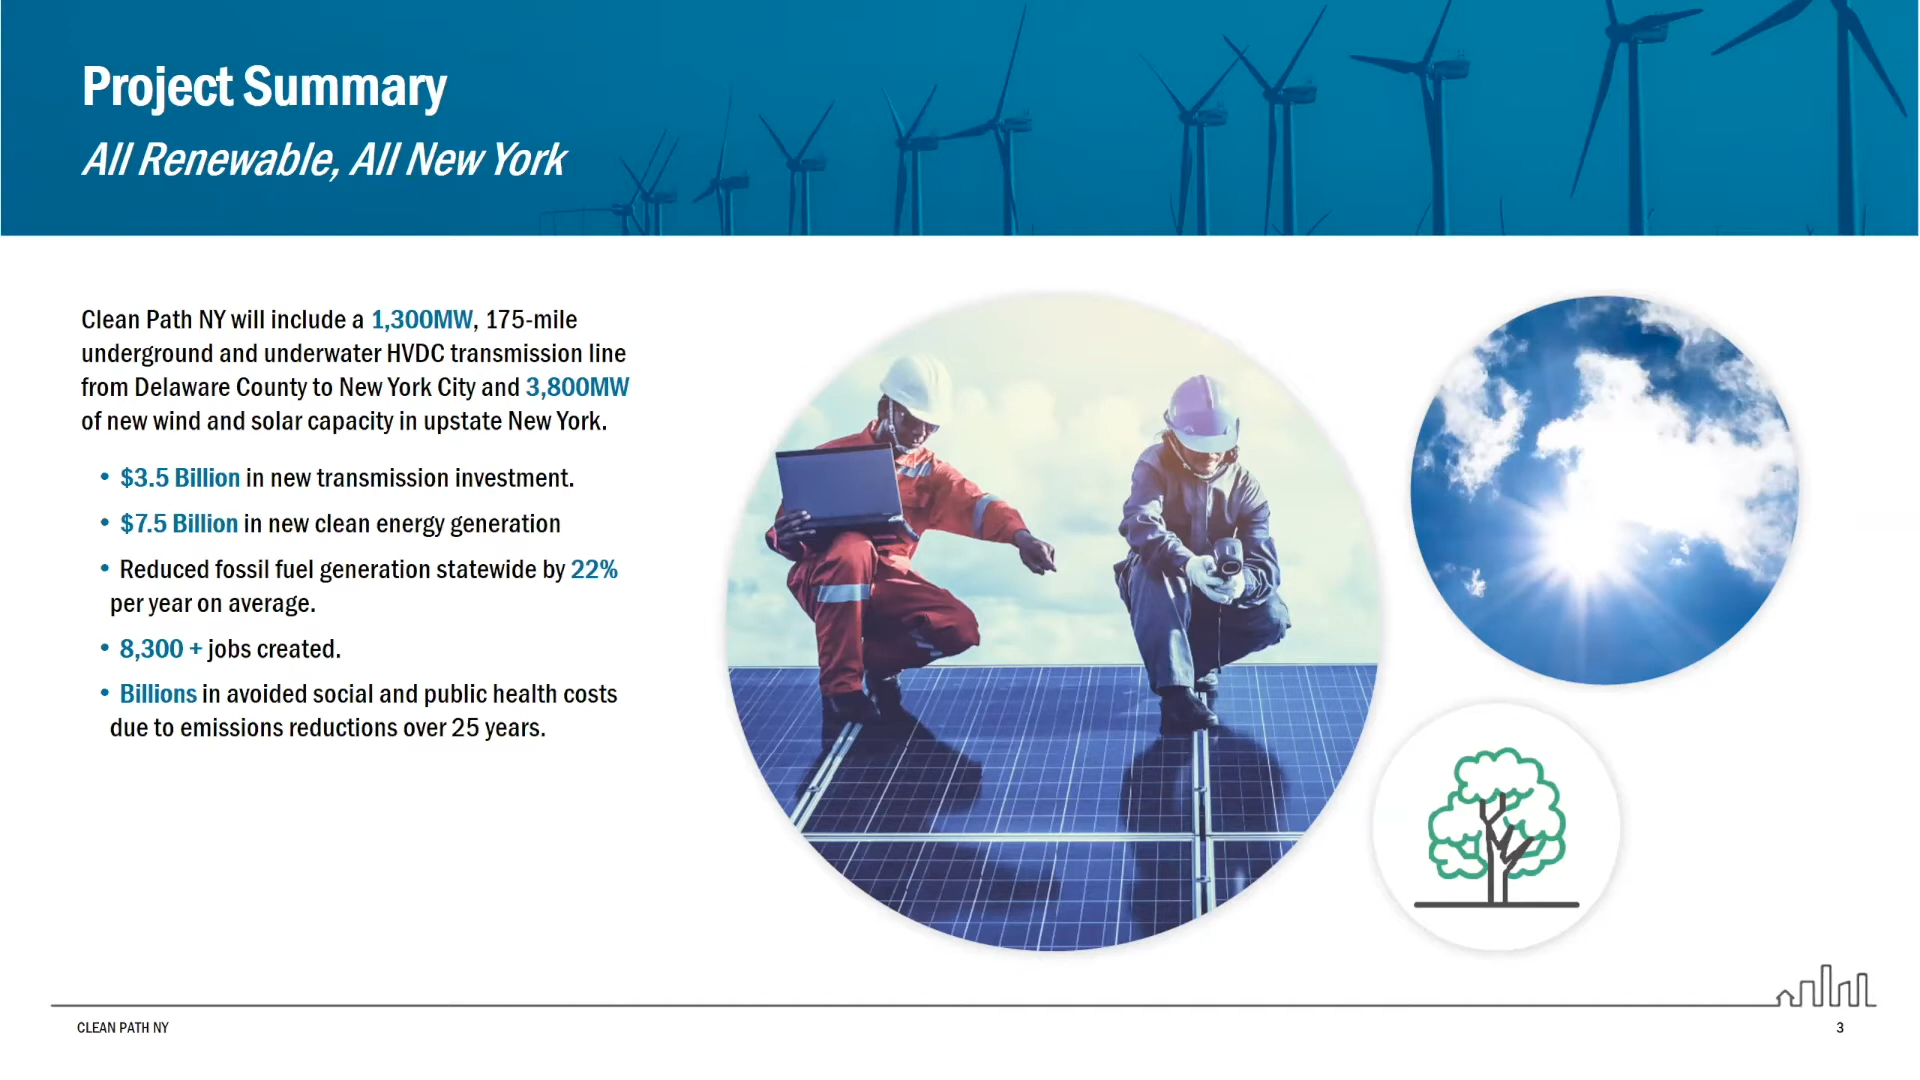 Project Summary
All Renewable, All New York
Clean Path NY will include a 1,300MW, 175-mile
underground and underwater HVDC transmission line
from Delaware County to New York City and 3,800MW
of new wind and solar capacity in upstate New York.
• $3.5 Billion in new transmission investment.
• $7.5 Billion in new clean energy generation
• Reduced fossil fuel generation statewide by 22%
per year on average.
• 8,300 + jobs created.
• Billions in avoided social and public health costs
due to emissions reductions over 25 years.
CLEAN PATH NY
3